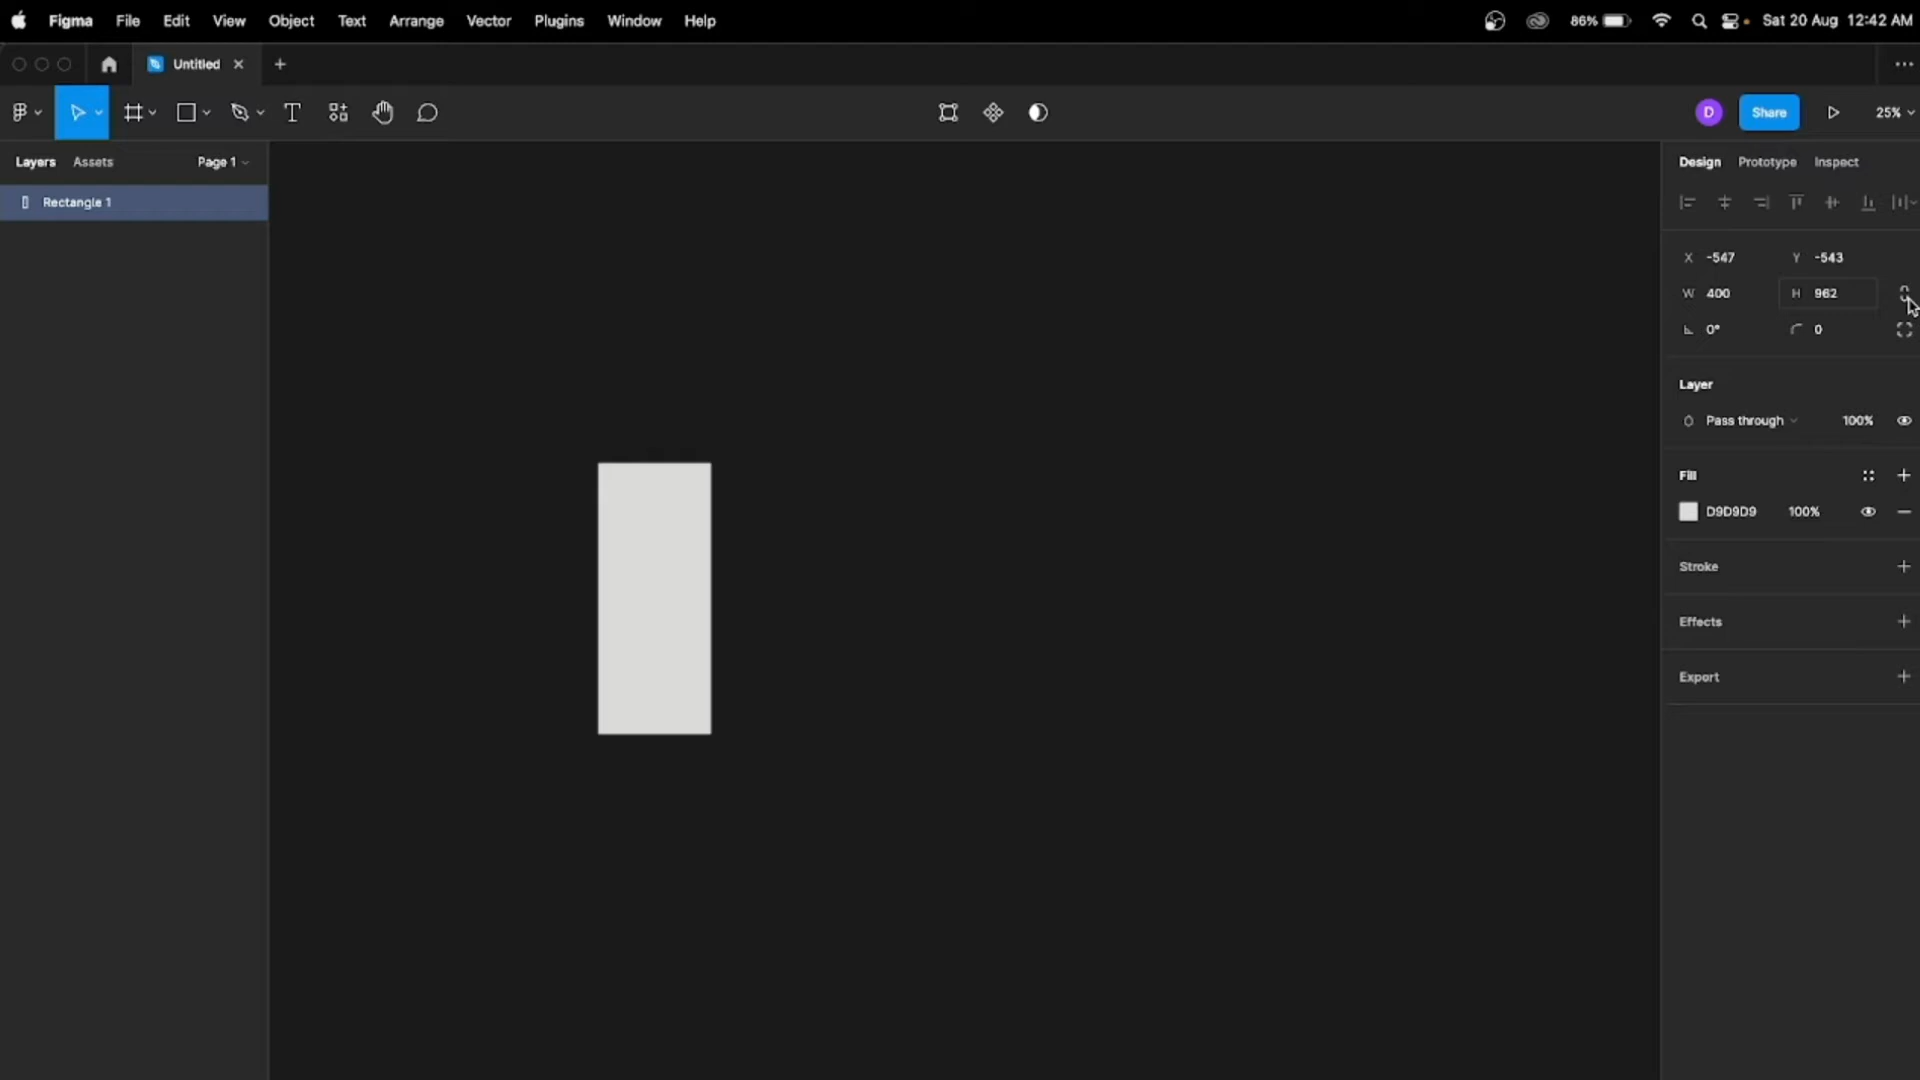 Figma File Edit View Object Text Arrange Vector Plugins Window Help 86% Sat 20 Aug 12:42 AM
Untitled
D Share 25%
Layers Assets Page 1
Design Prototype Inspect
Rectangle 1
X -547 Y -543
W 400 H 962
0° 0
Layer
Pass through 100%
Fill
D9D9D9 100%
Stroke
Effects
Export